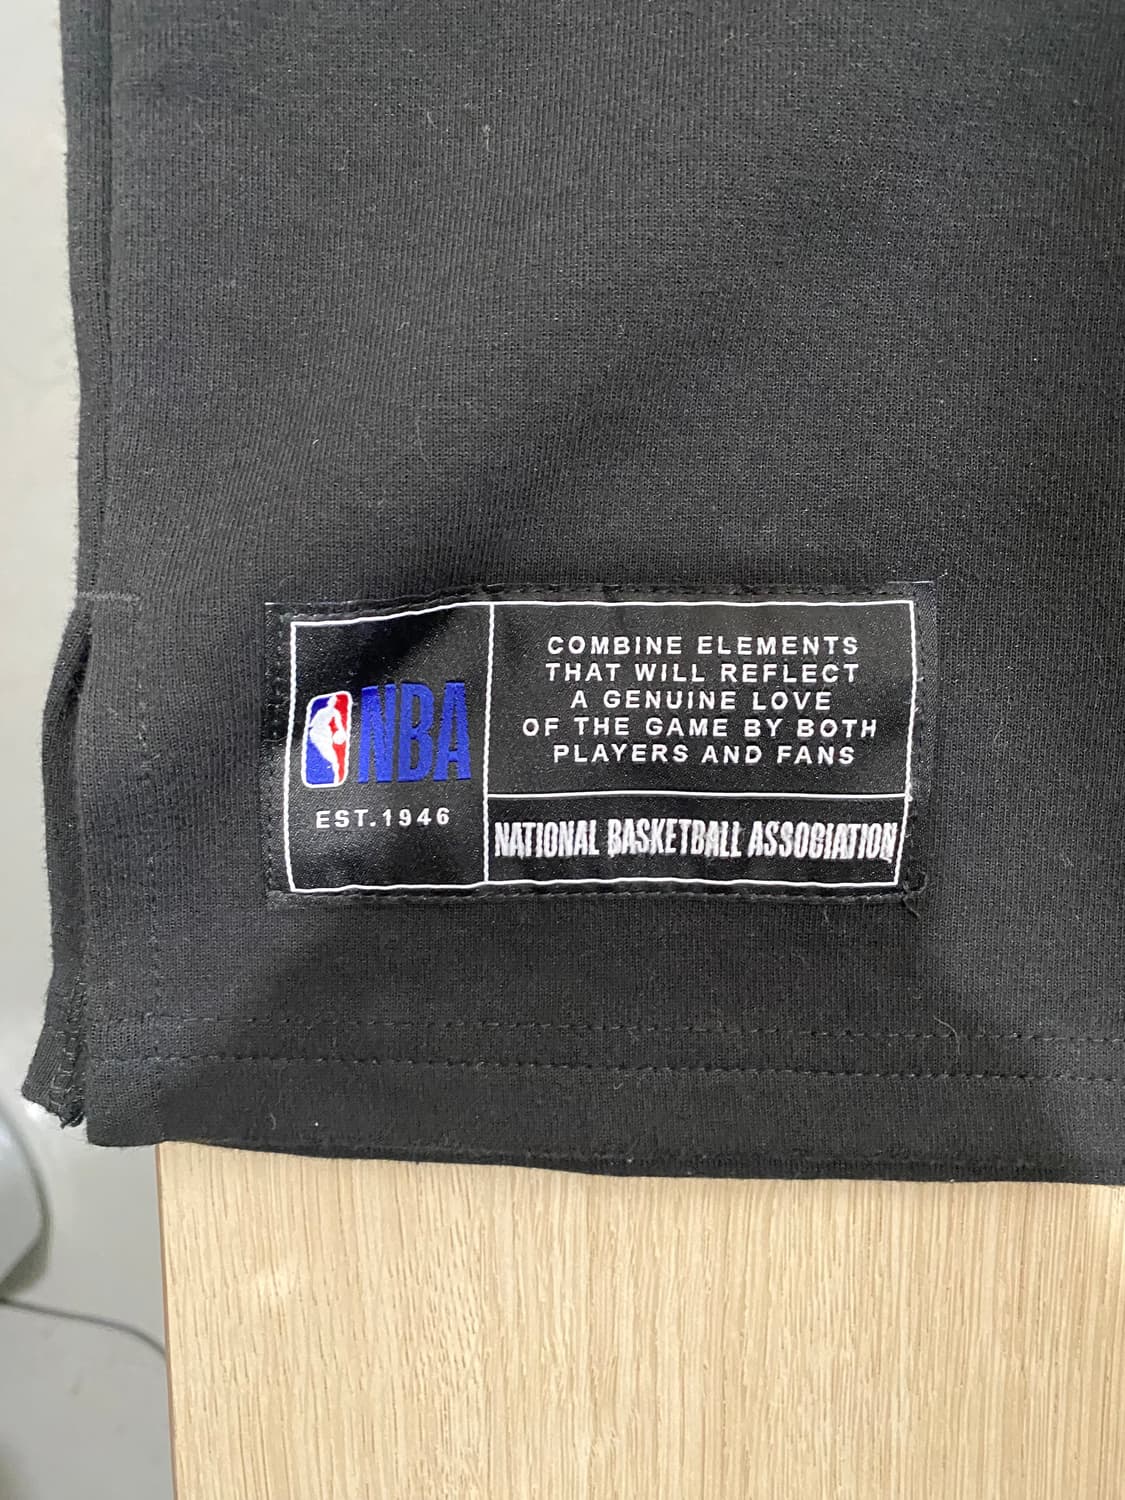 NBA
EST.1946
COMBINE ELEMENTS
THAT WILL REFLECT
A GENUINE LOVE
OF THE GAME BY BOTH
PLAYERS AND FANS
NATIONAL BASKETBALL ASSOCIATION